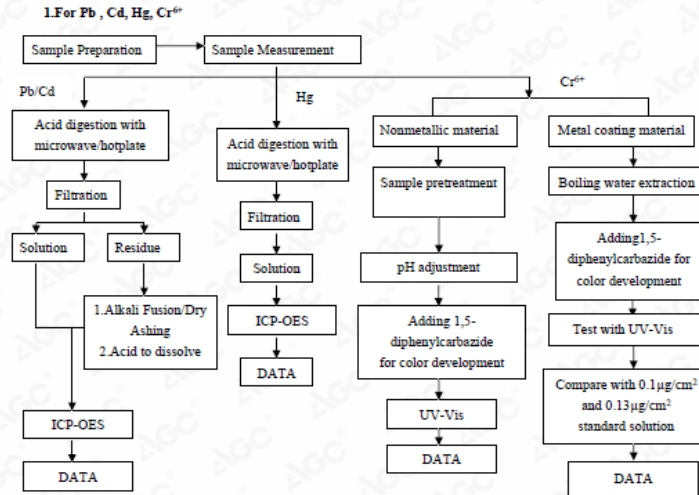 1.For Pb , Cd, Hg, Cr⁶⁺
Sample Preparation
Sample Measurement
Pb/Cd
Acid digestion with
microwave/hotplate
Filtration
Solution
Residue
1.Alkali Fusion/Dry
Ashing
2.Acid to dissolve
ICP-OES
DATA
Hg
Acid digestion with
microwave/hotplate
Filtration
Solution
ICP-OES
DATA
Cr⁶⁺
Nonmetallic material
Sample pretreatment
pH adjustment
Adding 1,5-
diphenylcarbazide
for color development
UV-Vis
DATA
Metal coating material
Boiling water extraction
Adding1,5-
diphenylcarbazide for
color development
Test with UV-Vis
Compare with 0.1μg/cm²
and 0.13μg/cm²
standard solution
DATA
AGC